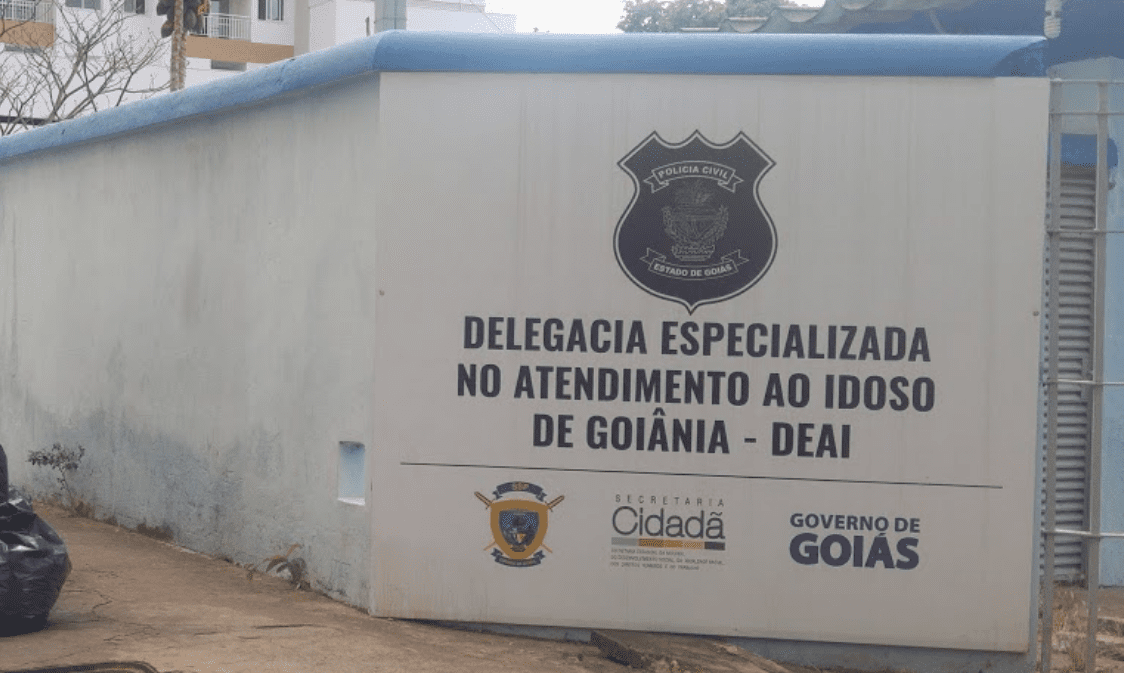 POLICIA CIVIL
ESTADO DE GOIÁS
DELEGACIA ESPECIALIZADA
NO ATENDIMENTO AO IDOSO
DE GOIÂNIA - DEAI
SSP
SECRETARIA
Cidadã
GOVERNO DE
GOIÁS